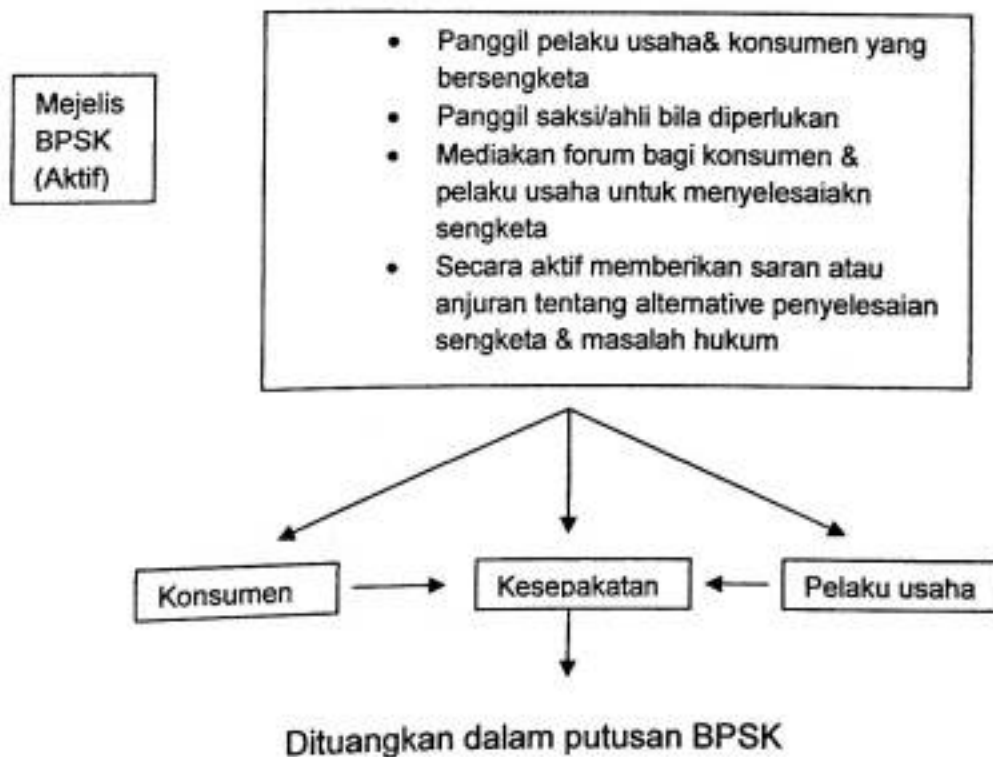 Mejelis
BPSK
(Aktif)
• Panggil pelaku usaha& konsumen yang
bersengketa
• Panggil saksi/ahli bila diperlukan
• Mediakan forum bagi konsumen &
pelaku usaha untuk menyelesaiakn
sengketa
• Secara aktif memberikan saran atau
anjuran tentang alternative penyelesaian
sengketa & masalah hukum
Konsumen
Kesepakatan
Pelaku usaha
Dituangkan dalam putusan BPSK